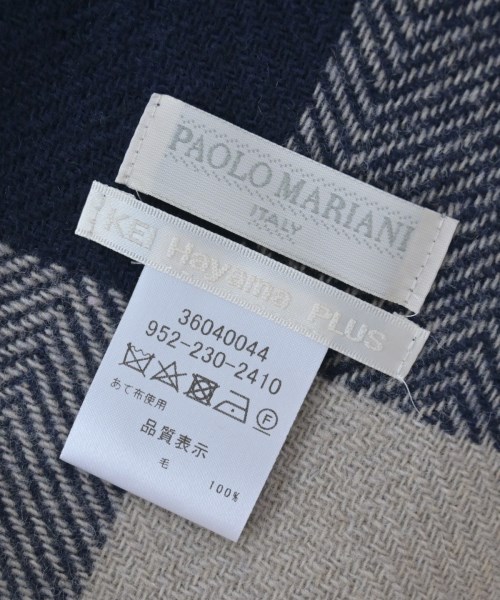 PAOLO MARIANI
ITALY
KEI Hayama PLUS
36040044
952-230-2410
F
あて布使用
品質表示
毛
100%